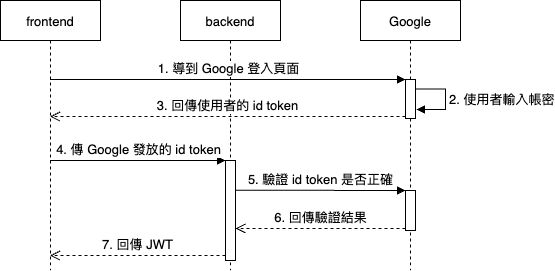 frontend
backend
Google
1. 導到 Google 登入頁面
2. 使用者輸入帳密
3. 回傳使用者的 id token
4. 傳 Google 發放的 id token
5. 驗證 id token 是否正確
6. 回傳驗證結果
7. 回傳 JWT